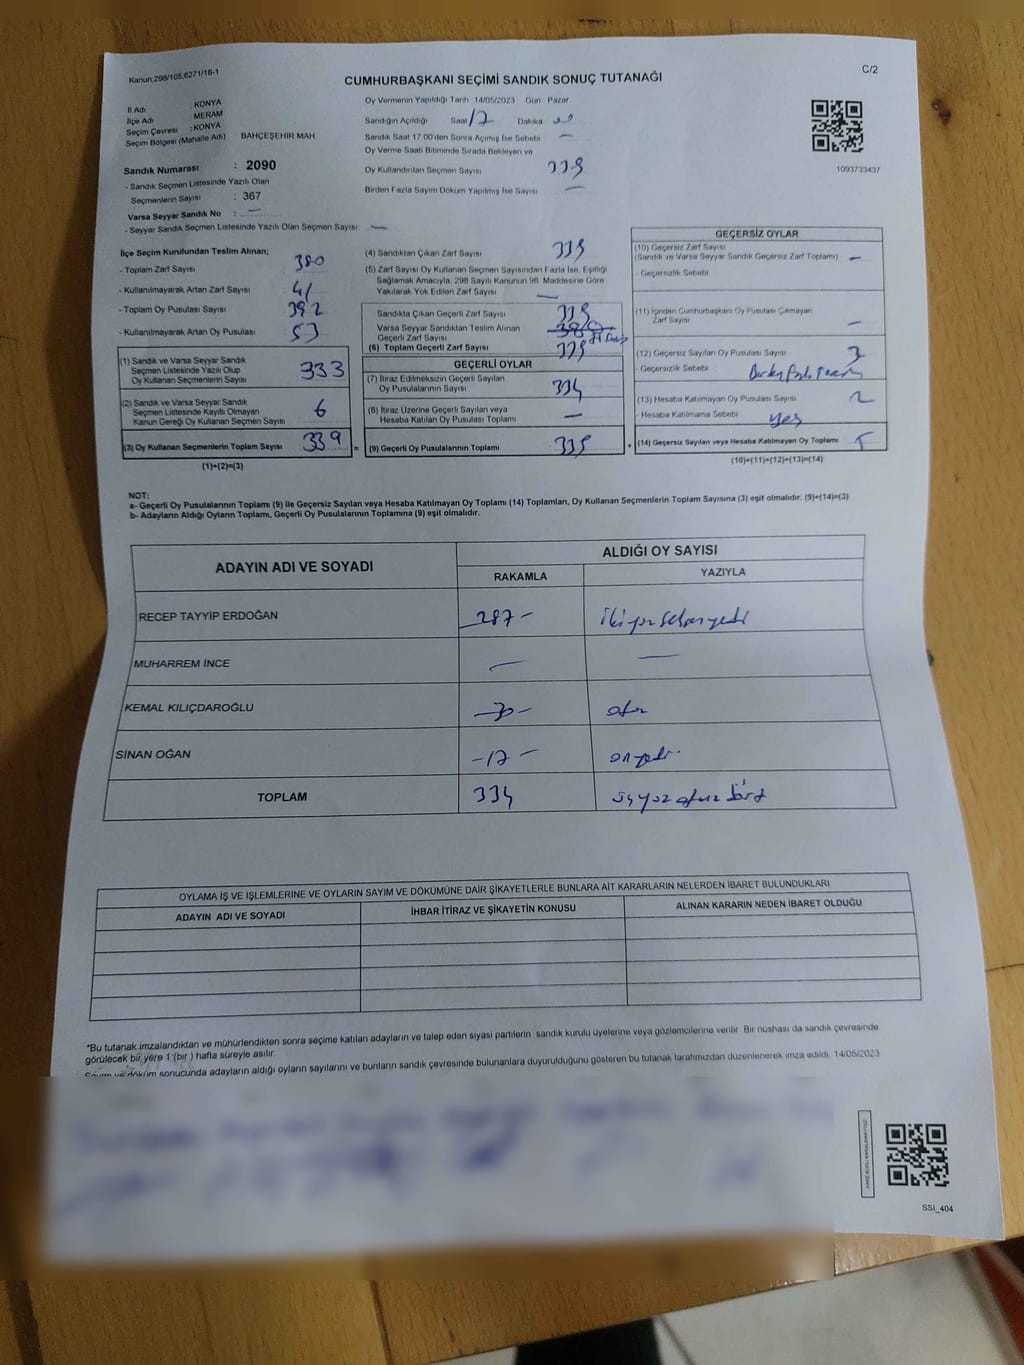 Kanun;298/105;6271/18-1
C/2
CUMHURBAŞKANI SEÇİMİ SANDIK SONUÇ TUTANAĞI
İl Adı : KONYA
İlçe Adı MERAM
Seçim Çevresi : KONYA
Seçim Bölgesi (Mahalle Adı) BAHÇEŞEHİR MAH.
Sandık Numarası : 2090
- Sandık Seçmen Listesinde Yazılı Olan
Seçmenlerin Sayısı : 367
Varsa Seyyar Sandık No : —
- Seyyar Sandık Seçmen Listesinde Yazılı Olan Seçmen Sayısı: —
Oy Vermenin Yapıldığı Tarih :14/05/2023 Gün Pazar
Sandığın Açıldığı Saat 17 Dakika 00
Sandık Saat 17.00'den Sonra Açımış İse Sebebi —
Oy Verme Saati Bitiminde Sırada Bekleyen ve
Oy Kullandırılan Seçmen Sayısı 339
Birden Fazla Sayım Döküm Yapılmış İse Sayısı —
1093733437
İlçe Seçim Kurulundan Teslim Alınan;
- Toplam Zarf Sayısı 380
- Kullanılmayarak Artan Zarf Sayısı 41
- Toplam Oy Pusulası Sayısı 392
- Kullanılmayarak Artan Oy Pusulası 53
(1) Sandık ve Varsa Seyyar Sandık
Seçmen Listesinde Yazılı Olup
Oy Kullanan Seçmenlerin Sayısı 333
(2) Sandık ve Varsa Seyyar Sandık
Seçmen Listesinde Kayıtlı Olmayan
Kanun Gereği Oy Kullanan Seçmen Sayısı 6
(3) Oy Kullanan Seçmenlerin Toplam Sayısı 339
(1)+(2)=(3)
(4) Sandıktan Çıkan Zarf Sayısı 339
(5) Zarf Sayısı Oy Kullanan Seçmen Sayısından Fazla İse, Eşitliği
Sağlamak Amacıyla, 298 Sayılı Kanunun 98. Maddesine Göre
Yakılarak Yok Edilen Zarf Sayısı —
Sandıkta Çıkan Geçerli Zarf Sayısı 339
Varsa Seyyar Sandıktan Teslim Alınan
Geçerli Zarf Sayısı
(6) Toplam Geçerli Zarf Sayısı 339
GEÇERLİ OYLAR
(7) İtiraz Edilmeksizin Geçerli Sayılan
Oy Pusulalarının Sayısı 334
(8) İtiraz Üzerine Geçerli Sayılan veya
Hesaba Katılan Oy Pusulası Toplamı —
= (9) Geçerli Oy Pusulalarının Toplamı +
GEÇERSİZ OYLAR
(10) Geçersiz Zarf Sayısı
(Sandık ve Varsa Seyyar Sandık Geçersiz Zarf Toplamı) —
- Geçersizlik Sebebi
(11) İçinden Cumhurbaşkanı Oy Pusulası Çıkmayan
Zarf Sayısı —
(12) Geçersiz Sayılan Oy Pusulası Sayısı 3
- Geçersizlik Sebebi:
(13) Hesaba Katılmayan Oy Pusulası Sayısı 2
- Hesaba Katılmama Sebebi :
(14) Geçersiz Sayılan veya Hesaba Katılmayan Oy Toplamı 5
(10)+(11)+(12)+(13)=(14)
NOT:
a- Geçerli Oy Pusulalarının Toplamı (9) ile Geçersiz Sayılan veya Hesaba Katılmayan Oy Toplamı (14) Toplamları, Oy Kullanan Seçmenlerin Toplam Sayısına (3) eşit olmalıdır. (9)+(14)=(3)
b- Adayların Aldığı Oyların Toplamı, Geçerli Oy Pusulalarının Toplamına (9) eşit olmalıdır.
ADAYIN ADI VE SOYADI ALDIĞI OY SAYISI
RAKAMLA YAZIYLA
RECEP TAYYİP ERDOĞAN 287 ikiyüzseksenyedi
MUHARREM İNCE — —
KEMAL KILIÇDAROĞLU 30 otuz
SİNAN OĞAN 17 onyedi
TOPLAM 334 üçyüz otuz dört
OYLAMA İŞ VE İŞLEMLERİNE VE OYLARIN SAYIM VE DÖKÜMÜNE DAİR ŞİKAYETLERLE BUNLARA AİT KARARLARIN NELERDEN İBARET BULUNDUKLARI
ADAYIN ADI VE SOYADI İHBAR İTİRAZ VE ŞİKAYETİN KONUSU ALINAN KARARIN NEDEN İBARET OLDUĞU
*Bu tutanak imzalandıktan ve mühürlendikten sonra seçime katılan adayların ve talep eden siyasi partilerin sandık kurulu üyelerine veya gözlemcilerine verilir. Bir nüshası da sandık çevresinde
görülecek bir yere 1 (bir ) hafta süreyle asılır.
Sayım ve döküm sonucunda adayların aldığı oyların sayılarını ve bunların sandık çevresinde bulunanlara duyurulduğunu gösteren bu tutanak tarafımızdan düzenlenerek imza edildi. 14/05/2023
SSI_404